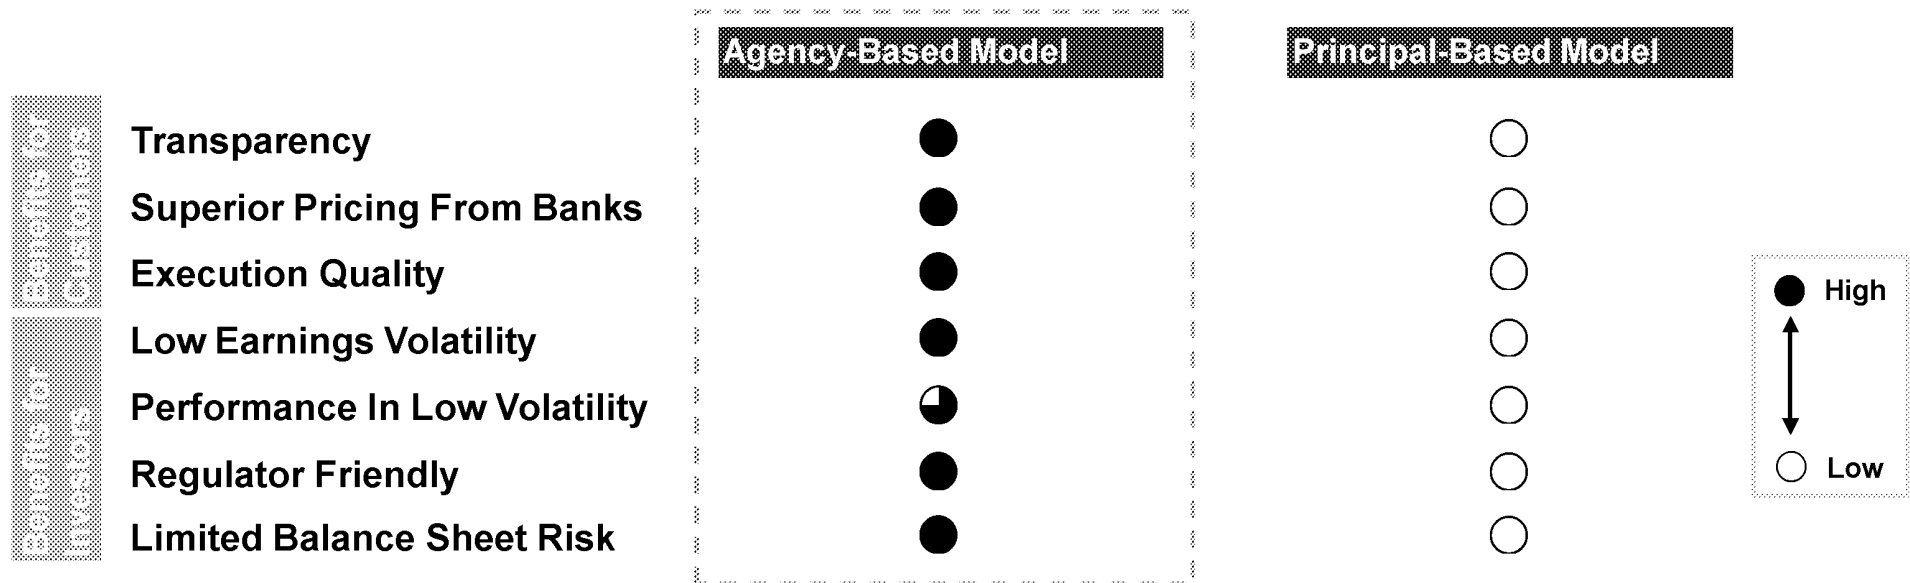 Agency-Based Model
Principal-Based Model
Benefits for
Customers
Transparency
Superior Pricing From Banks
Execution Quality
Benefits for
Investors
Low Earnings Volatility
Performance In Low Volatility
Regulator Friendly
Limited Balance Sheet Risk
High
Low